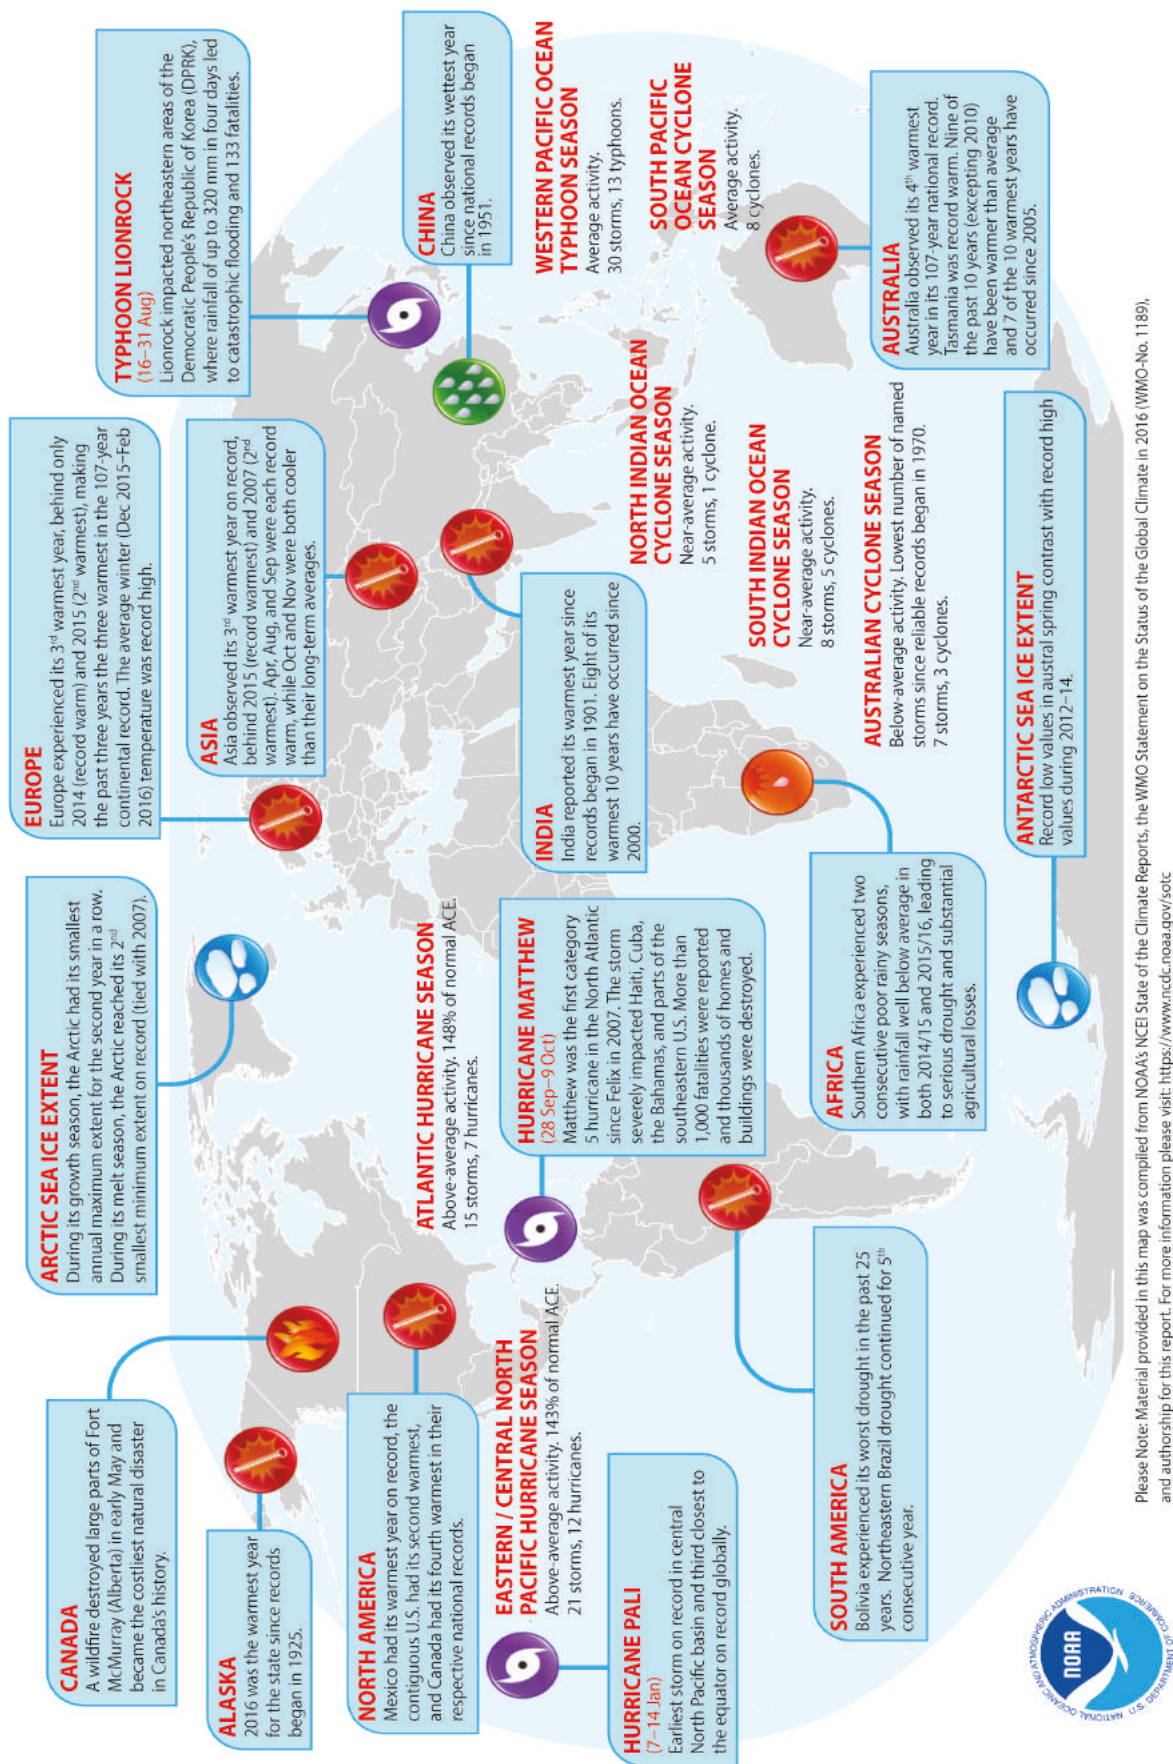 CANADA
A wildfire destroyed large parts of Fort
McMurray (Alberta) in early May and
became the costliest natural disaster
in Canada's history.
ALASKA
2016 was the warmest year
for the state since records
began in 1925.
NORTH AMERICA
Mexico had its warmest year on record, the
contiguous U.S. had its second warmest,
and Canada had its fourth warmest in their
respective national records.
EASTERN / CENTRAL NORTH
PACIFIC HURRICANE SEASON
Above-average activity. 143% of normal ACE.
21 storms, 12 hurricanes.
HURRICANE PALI
(7–14 Jan)
Earliest storm on record in central
North Pacific basin and third closest to
the equator on record globally.
SOUTH AMERICA
Bolivia experienced its worst drought in the past 25
years. Northeastern Brazil drought continued for 5th
consecutive year.
ARCTIC SEA ICE EXTENT
During its growth season, the Arctic had its smallest
annual maximum extent for the second year in a row.
During its melt season, the Arctic reached its 2nd
smallest minimum extent on record (tied with 2007).
ATLANTIC HURRICANE SEASON
Above-average activity. 148% of normal ACE.
15 storms, 7 hurricanes.
HURRICANE MATTHEW
(28 Sep–9 Oct)
Matthew was the first category
5 hurricane in the North Atlantic
since Felix in 2007. The storm
severely impacted Haiti, Cuba,
the Bahamas, and parts of the
southeastern U.S. More than
1,000 fatalities were reported
and thousands of homes and
buildings were destroyed.
AFRICA
Southern Africa experienced two
consecutive poor rainy seasons,
with rainfall well below average in
both 2014/15 and 2015/16, leading
to serious drought and substantial
agricultural losses.
EUROPE
Europe experienced its 3rd warmest year, behind only
2014 (record warm) and 2015 (2nd warmest), making
the past three years the three warmest in the 107-year
continental record. The average winter (Dec 2015–Feb
2016) temperature was record high.
ASIA
Asia observed its 3rd warmest year on record,
behind 2015 (record warmest) and 2007 (2nd
warmest). Apr, Aug, and Sep were each record
warm, while Oct and Nov were both cooler
than their long-term averages.
INDIA
India reported its warmest year since
records began in 1901. Eight of its
warmest 10 years have occurred since
2000.
TYPHOON LIONROCK
(16–31 Aug)
Lionrock impacted northeastern areas of the
Democratic People's Republic of Korea (DPRK),
where rainfall of up to 320 mm in four days led
to catastrophic flooding and 133 fatalities.
CHINA
China observed its wettest year
since national records began
in 1951.
WESTERN PACIFIC OCEAN
TYPHOON SEASON
Average activity.
30 storms, 13 typhoons.
NORTH INDIAN OCEAN
CYCLONE SEASON
Near-average activity.
5 storms, 1 cyclone.
SOUTH PACIFIC
OCEAN CYCLONE
SEASON
Average activity.
8 cyclones.
SOUTH INDIAN OCEAN
CYCLONE SEASON
Near-average activity.
8 storms, 5 cyclones.
AUSTRALIAN CYCLONE SEASON
Below-average activity. Lowest number of named
storms since reliable records began in 1970.
7 storms, 3 cyclones.
AUSTRALIA
Australia observed its 4th warmest
year in its 107-year national record.
Tasmania was record warm. Nine of
the past 10 years (excepting 2010)
have been warmer than average
and 7 of the 10 warmest years have
occurred since 2005.
ANTARCTIC SEA ICE EXTENT
Record low values in austral spring contrast with record high
values during 2012–14.
NATIONAL OCEANIC AND ATMOSPHERIC ADMINISTRATION
NOAA
U.S. DEPARTMENT OF COMMERCE
Please Note: Material provided in this map was compiled from NOAA's NCEI State of the Climate Reports, the WMO Statement on the Status of the Global Climate in 2016 (WMO-No. 1189),
and authorship for this report. For more information please visit: https://www.ncdc.noaa.gov/sotc